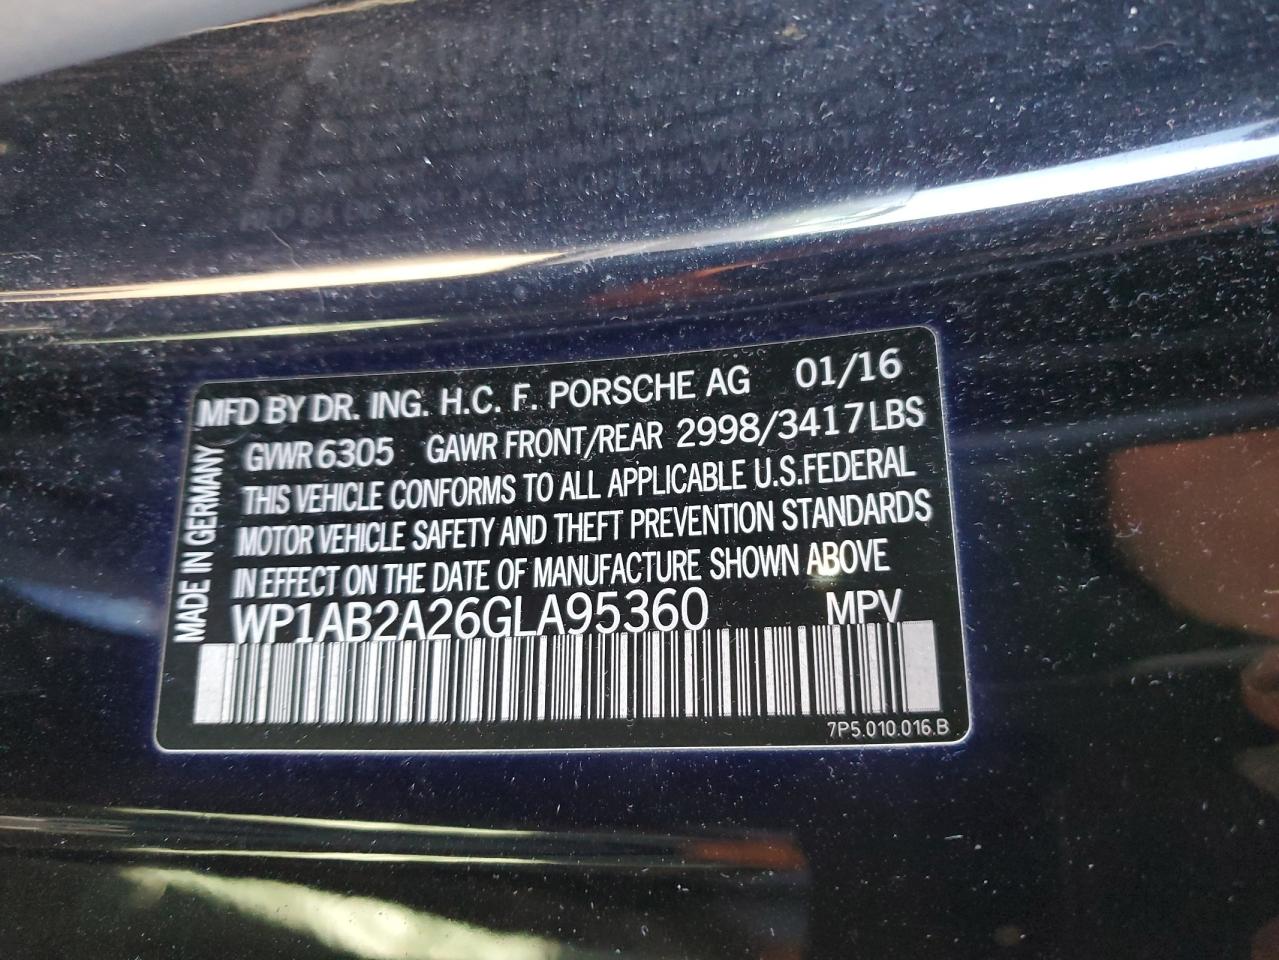 MFD BY DR. ING. H.C. F. PORSCHE AG 01/16
GVWR 6305 GAWR FRONT/REAR 2998/3417LBS
THIS VEHICLE CONFORMS TO ALL APPLICABLE U.S.FEDERAL
MOTOR VEHICLE SAFETY AND THEFT PREVENTION STANDARDS
IN EFFECT ON THE DATE OF MANUFACTURE SHOWN ABOVE
WP1AB2A26GLA95360 MPV
7P5.010.016.B
MADE IN GERMANY